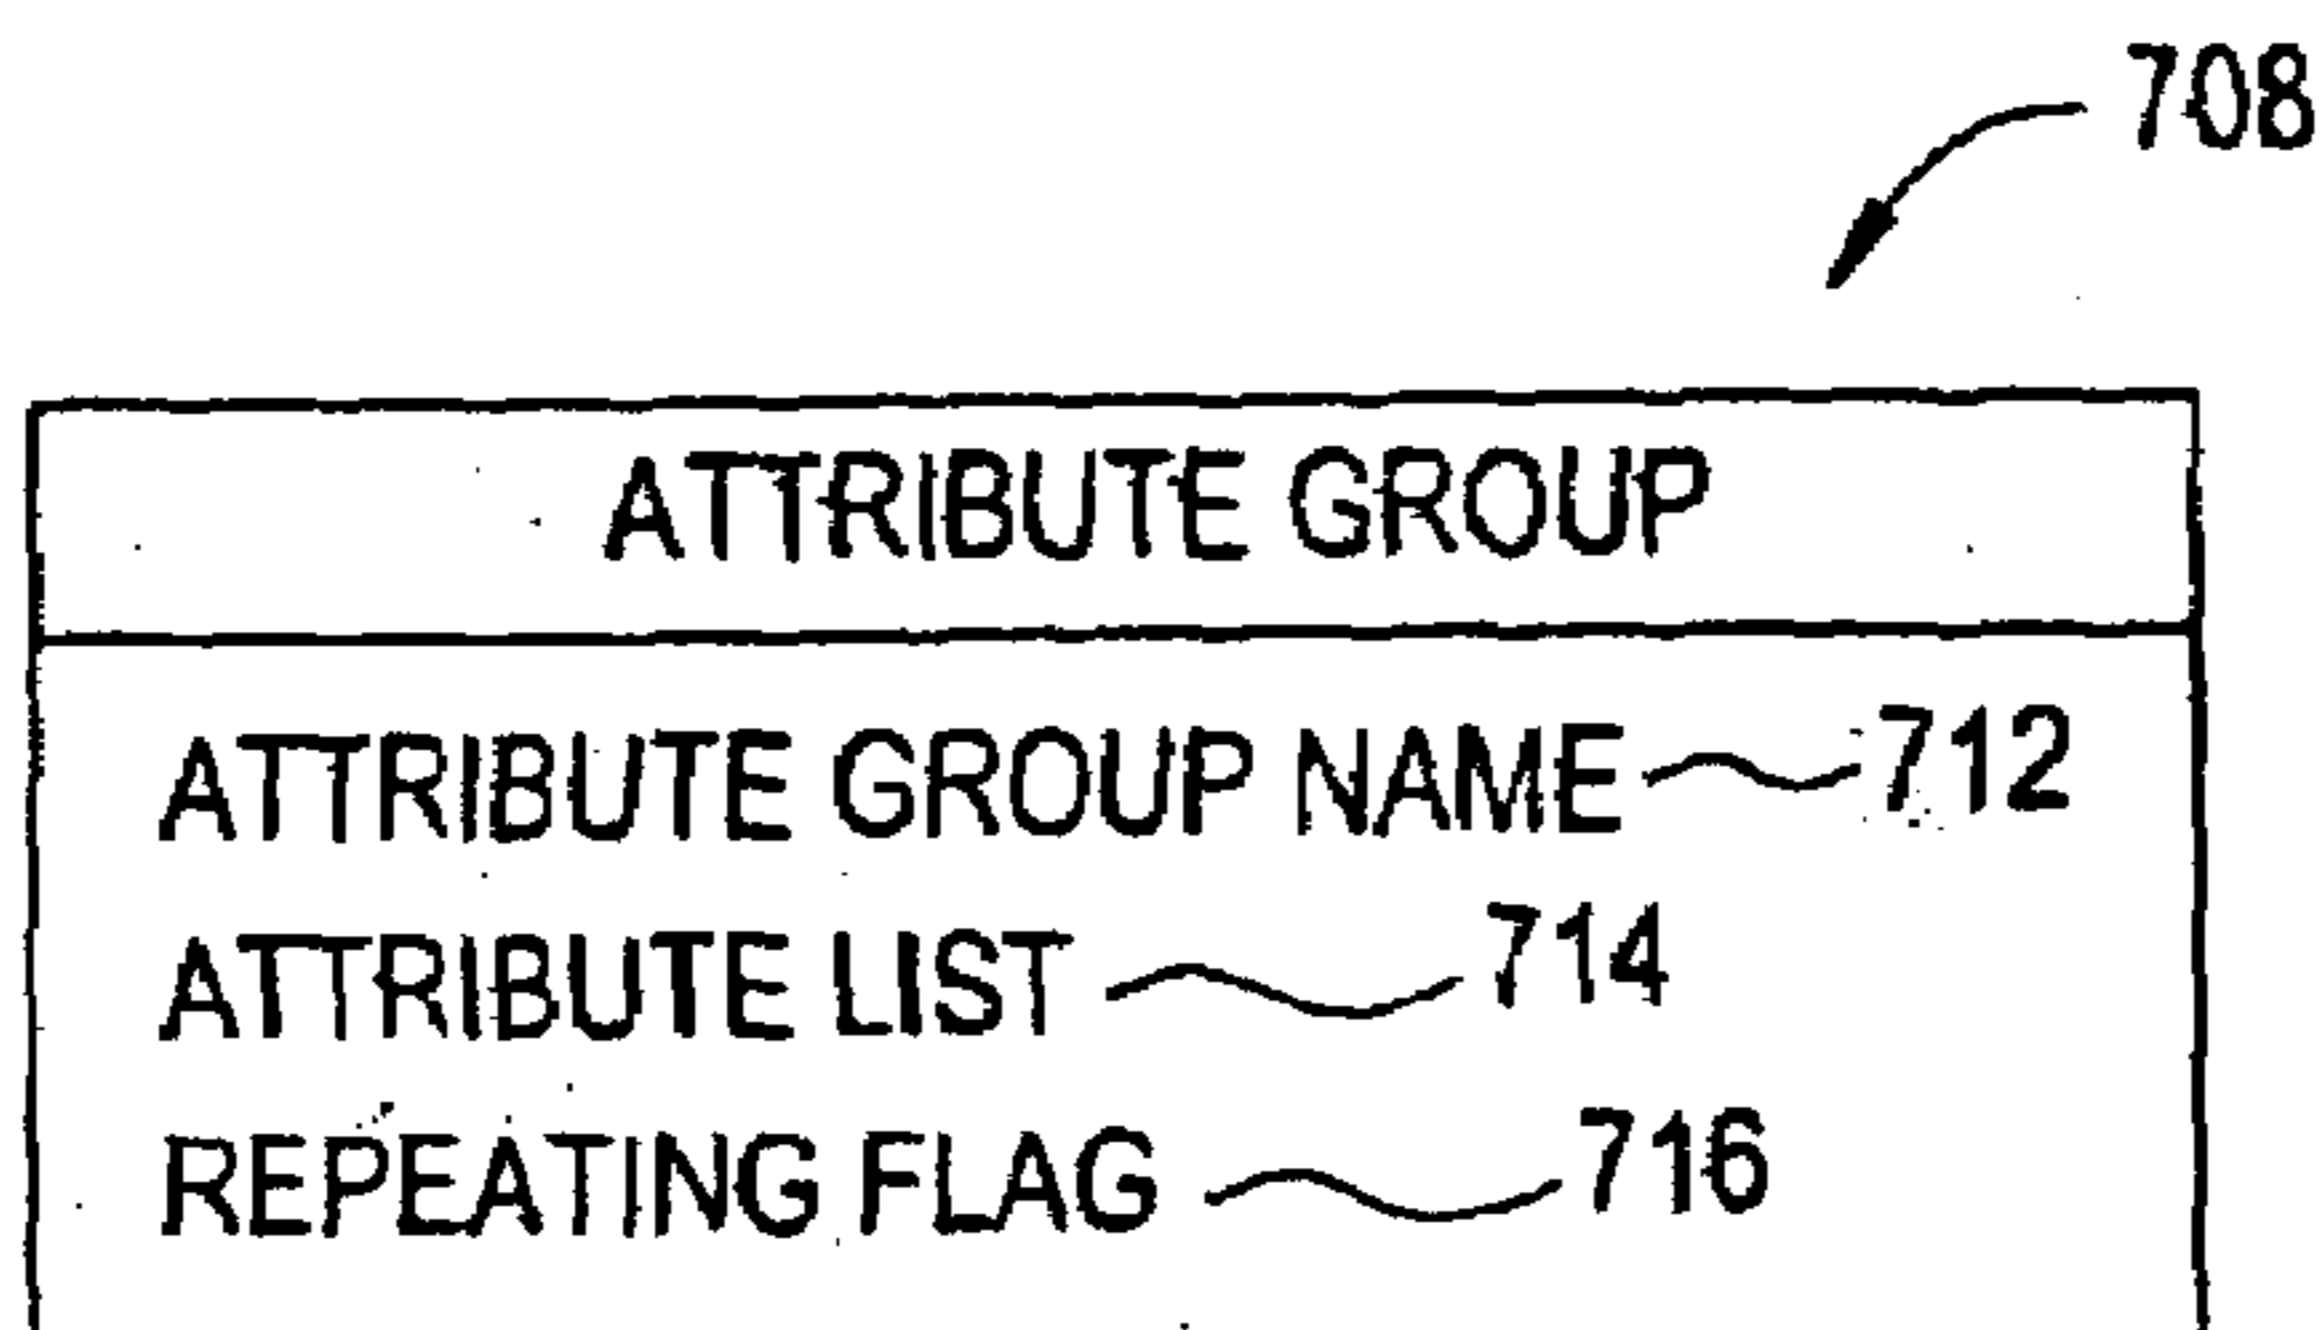 708
ATTRIBUTE GROUP
ATTRIBUTE GROUP NAME 712
ATTRIBUTE LIST 714
REPEATING FLAG 716